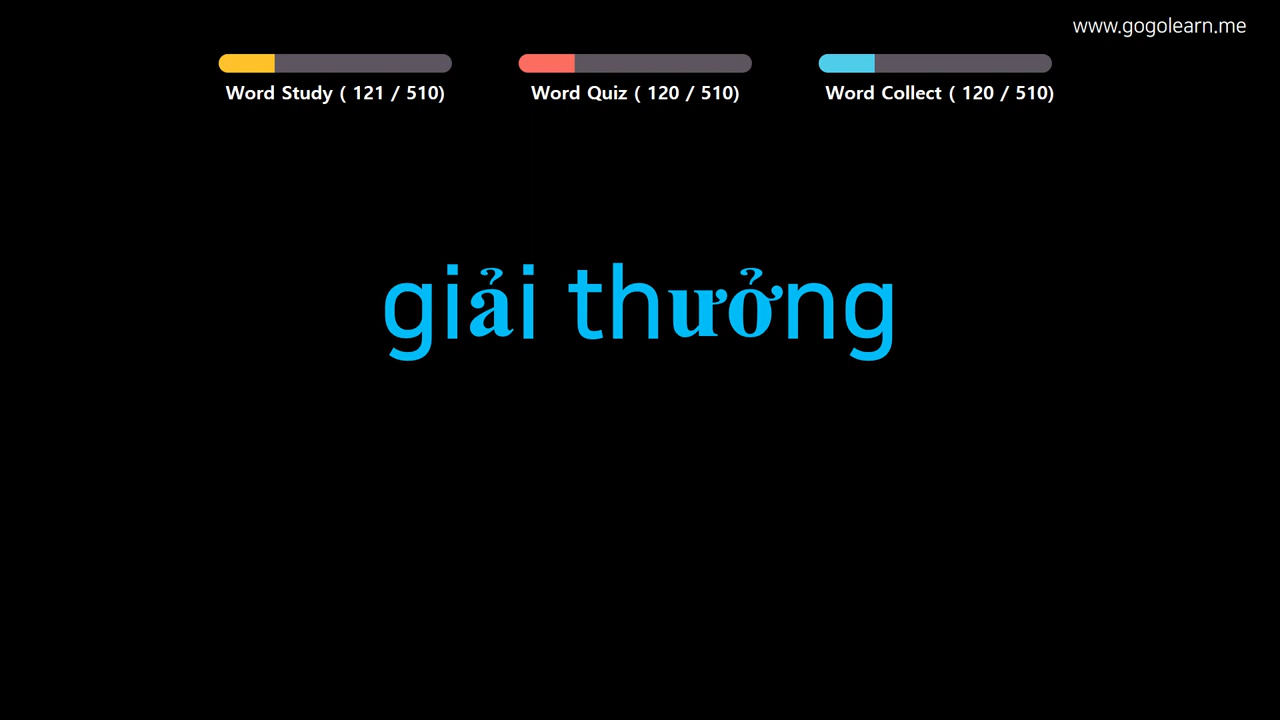 www.gogolearn.me
Word Study ( 121 / 510)
Word Quiz ( 120 / 510)
Word Collect ( 120 / 510)
giải thưởng